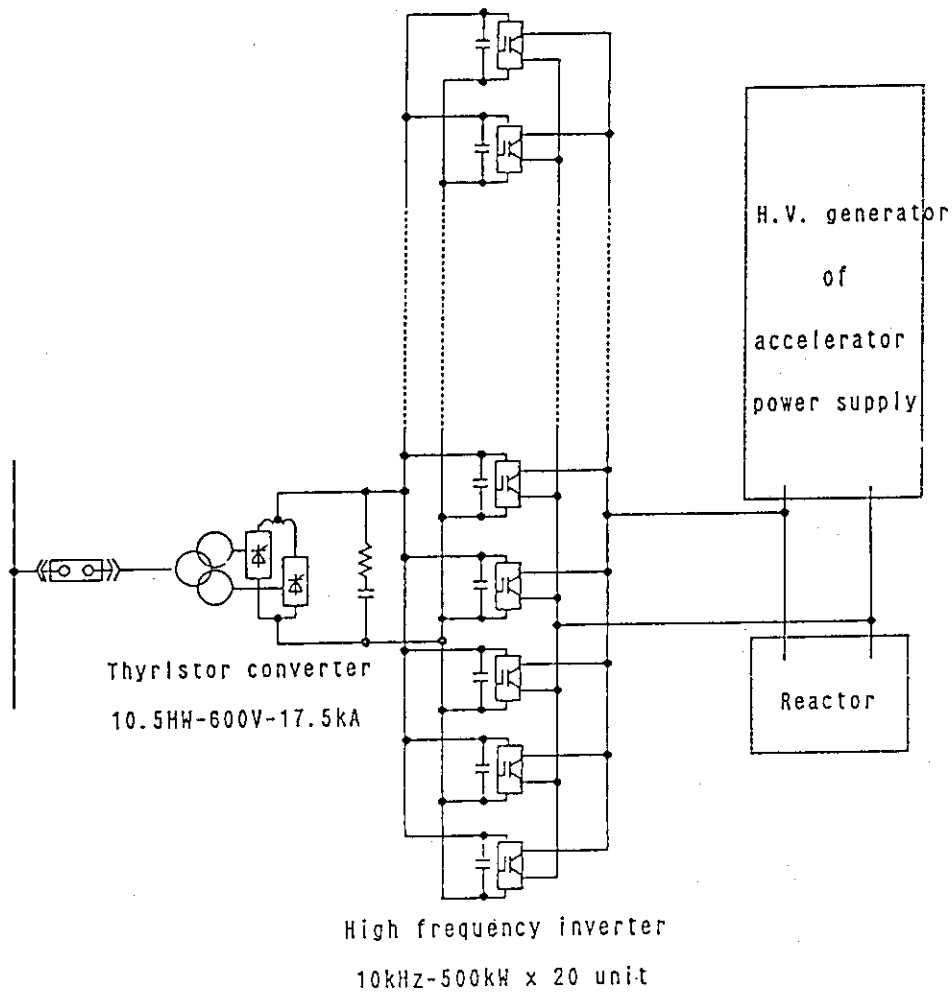 H.V. generator
of
accelerator
power supply
Thyristor converter
10.5MW-600V-17.5kA
Reactor
High frequency inverter
10kHz-500kW x 20 unit